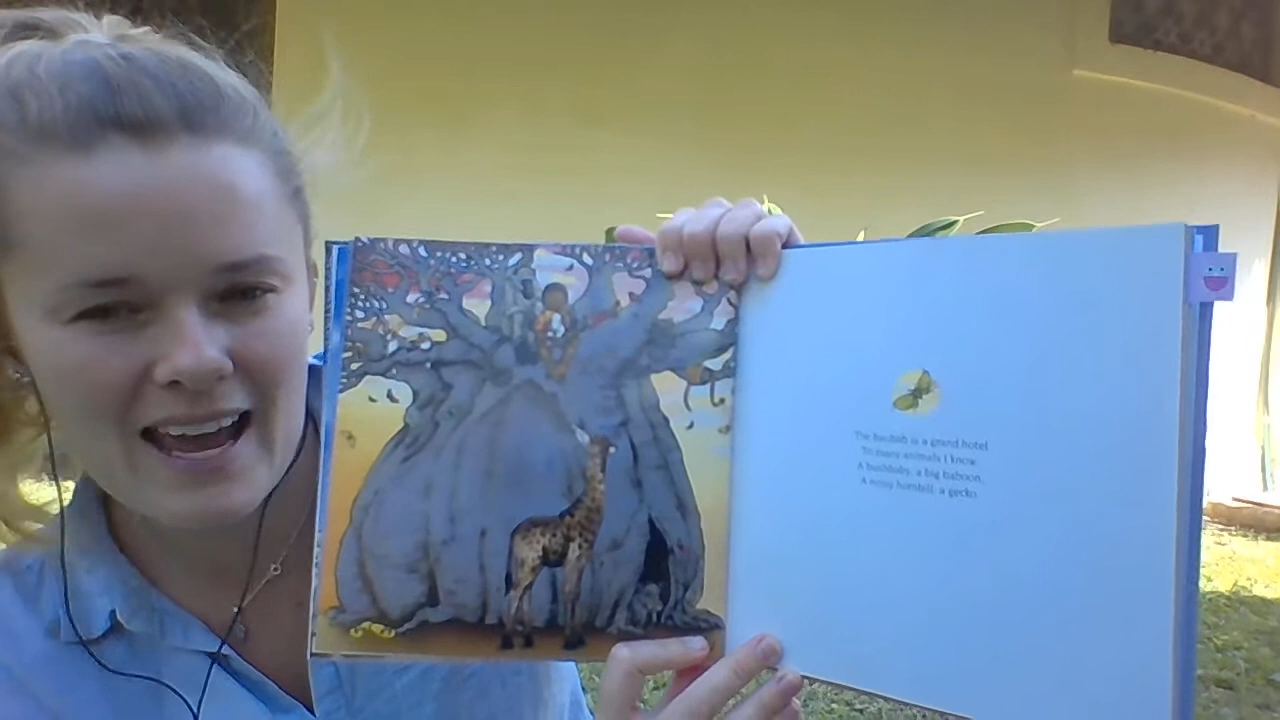 The baobab is a grand hotel
To many animals I know.
A bushbaby, a big baboon,
A noisy hornbill, a gecko.